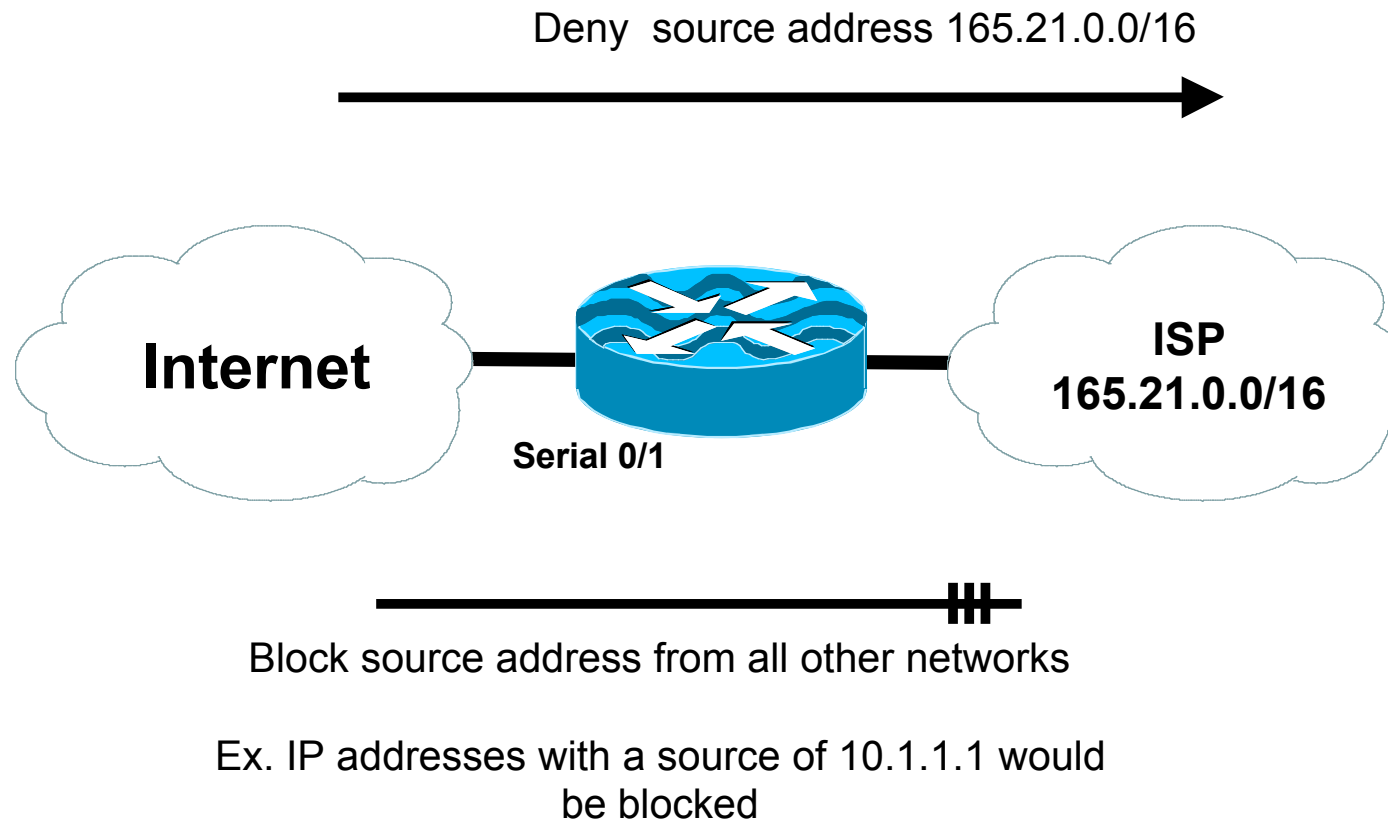 Deny  source address 165.21.0.0/16
Internet
Serial 0/1
ISP
165.21.0.0/16
Block source address from all other networks
Ex. IP addresses with a source of 10.1.1.1 would
be blocked